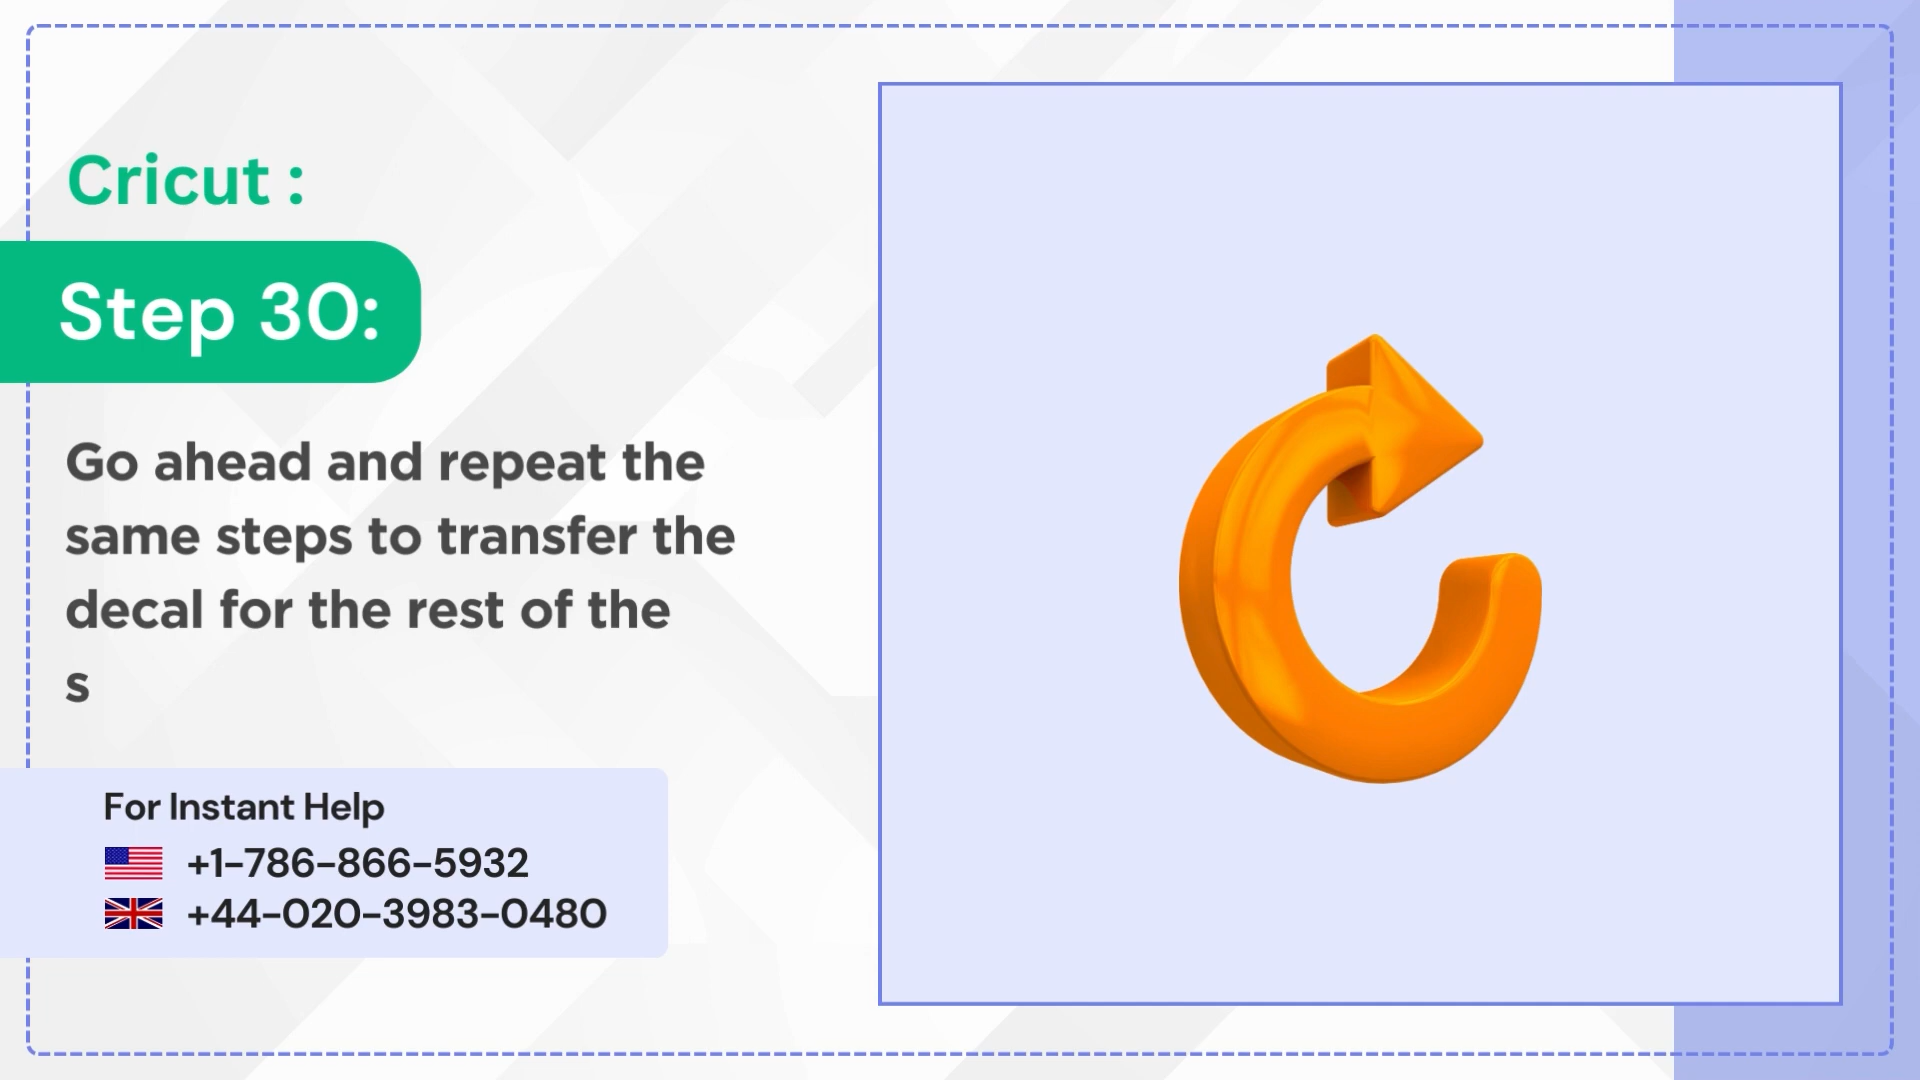 Cricut :
Step 30:
Go ahead and repeat the
same steps to transfer the
decal for the rest of the
s
For Instant Help
+1-786-866-5932
+44-020-3983-0480